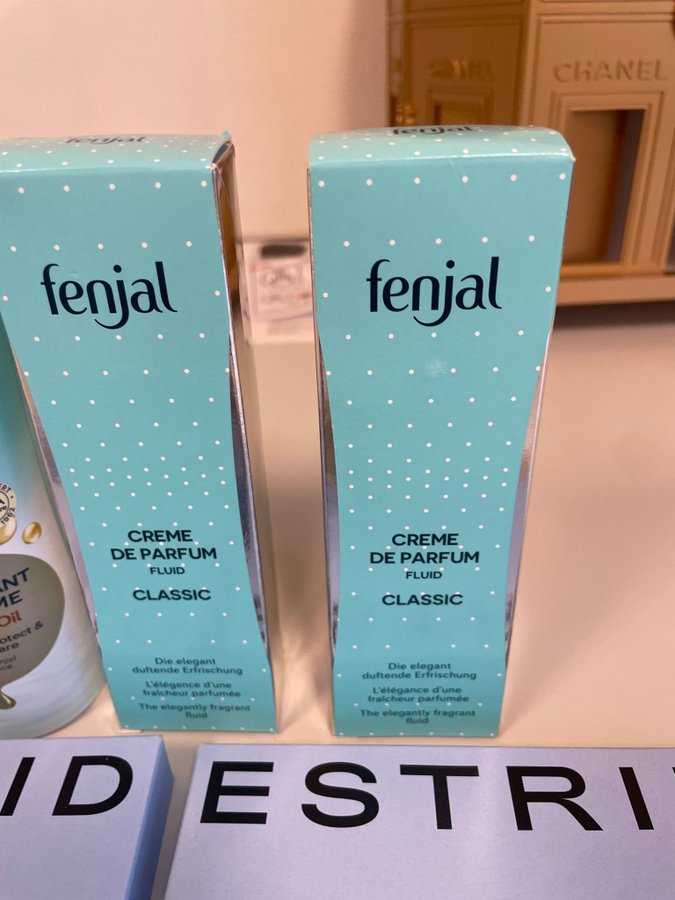 CHANEL
fenjal
fenjal
CREME
DE PARFUM
FLUID
CLASSIC
Die elegant
duftende Erfrischung
L'élégance d'une
fraîcheur parfumée
The elegantly fragrant
fluid
fenjal
fenjal
CREME
DE PARFUM
FLUID
CLASSIC
Die elegant
duftende Erfrischung
L'élégance d'une
fraîcheur parfumée
The elegantly fragrant
fluid
Oil
ID
ESTRI